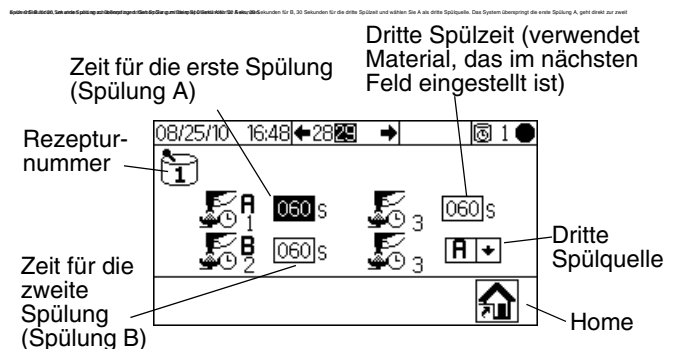 Dritte Spülzeit (verwendet
Material, das im nächsten
Feld eingestellt ist)
Zeit für die erste Spülung
(Spülung A)
Rezeptur-
nummer
08/25/10 16:48 28 29 1
1
A 1 060 s
3 060 s
B 2 060 s
3 A
Dritte
Spülquelle
Zeit für die
zweite
Spülung
(Spülung B)
Home